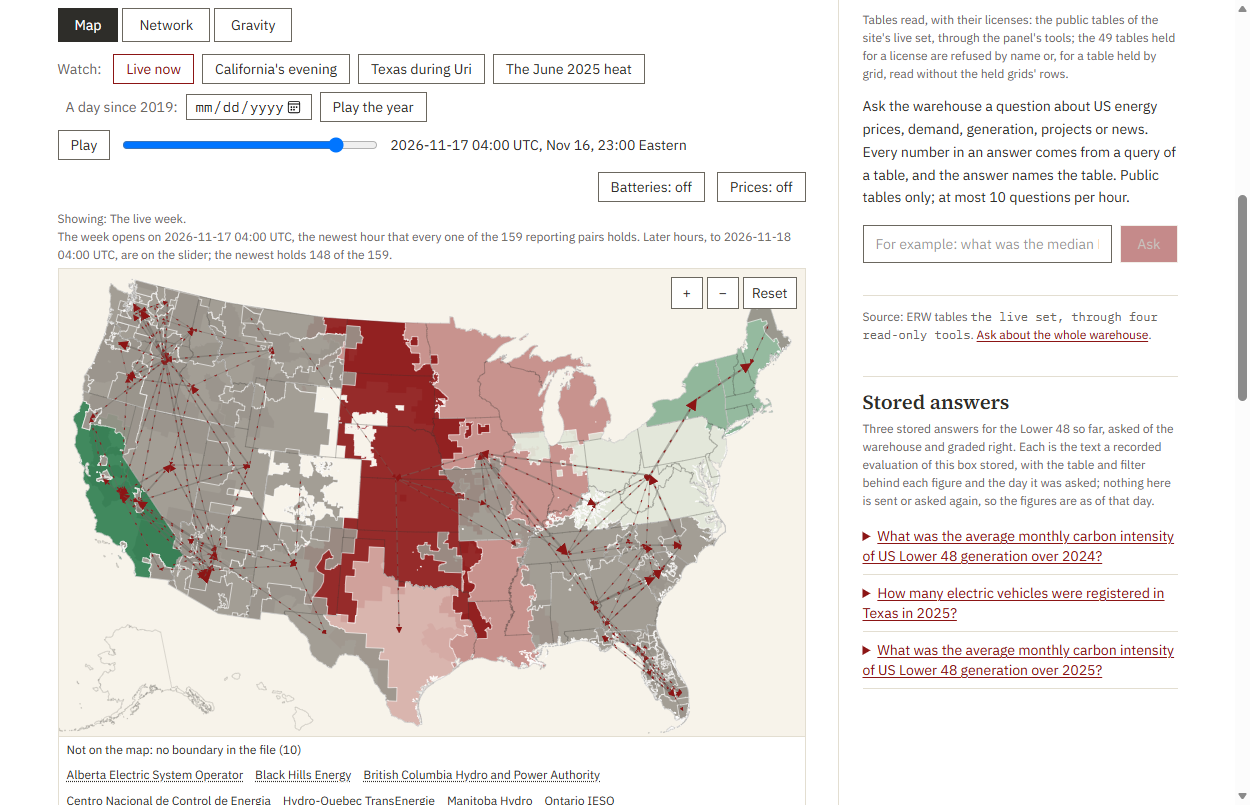 Map
Network
Gravity
Watch:
Live now
California's evening
Texas during Uri
The June 2025 heat
A day since 2019:
mm/dd/yyyy
Play the year
Play
2026-11-17 04:00 UTC, Nov 16, 23:00 Eastern
Batteries: off
Prices: off
Showing: The live week.
The week opens on 2026-11-17 04:00 UTC, the newest hour that every one of the 159 reporting pairs holds. Later hours, to 2026-11-18
04:00 UTC, are on the slider; the newest holds 148 of the 159.
+
−
Reset
Not on the map: no boundary in the file (10)
Alberta Electric System Operator
Black Hills Energy
British Columbia Hydro and Power Authority
Centro Nacional de Control de Energia
Hydro-Quebec TransEnergie
Manitoba Hydro
Ontario IESO
Tables read, with their licenses: the public tables of the
site's live set, through the panel's tools; the 49 tables held
for a license are refused by name or, for a table held by
grid, read without the held grids' rows.
Ask the warehouse a question about US energy
prices, demand, generation, projects or news.
Every number in an answer comes from a query of
a table, and the answer names the table. Public
tables only; at most 10 questions per hour.
For example: what was the median
Ask
Source: ERW tables the live set, through four
read-only tools. Ask about the whole warehouse.
Stored answers
Three stored answers for the Lower 48 so far, asked of the
warehouse and graded right. Each is the text a recorded
evaluation of this box stored, with the table and filter
behind each figure and the day it was asked; nothing here
is sent or asked again, so the figures are as of that day.
What was the average monthly carbon intensity
of US Lower 48 generation over 2024?
How many electric vehicles were registered in
Texas in 2025?
What was the average monthly carbon intensity
of US Lower 48 generation over 2025?